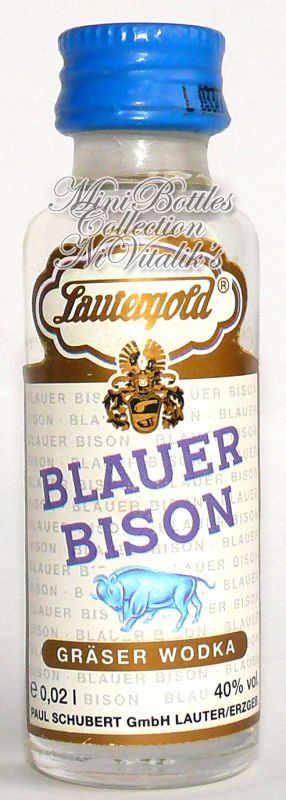 MiniBottles
Collection
NiVitalik's
Lautergold®
BLAUER
BISON
GRÄSER WODKA
℮ 0,02 l
40% vol.
PAUL SCHUBERT GmbH LAUTER/ERZGEB.